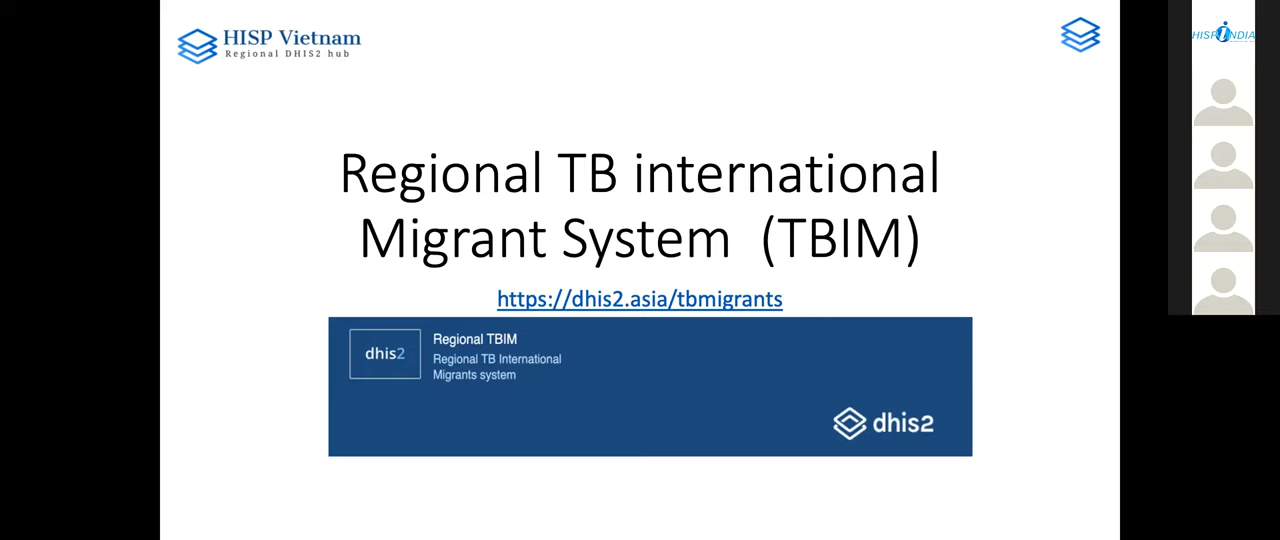 HISP Vietnam
Regional DHIS2 hub
HISP INDIA
Regional TB international
Migrant System (TBIM)
https://dhis2.asia/tbmigrants
dhis2
Regional TBIM
Regional TB International
Migrants system
dhis2